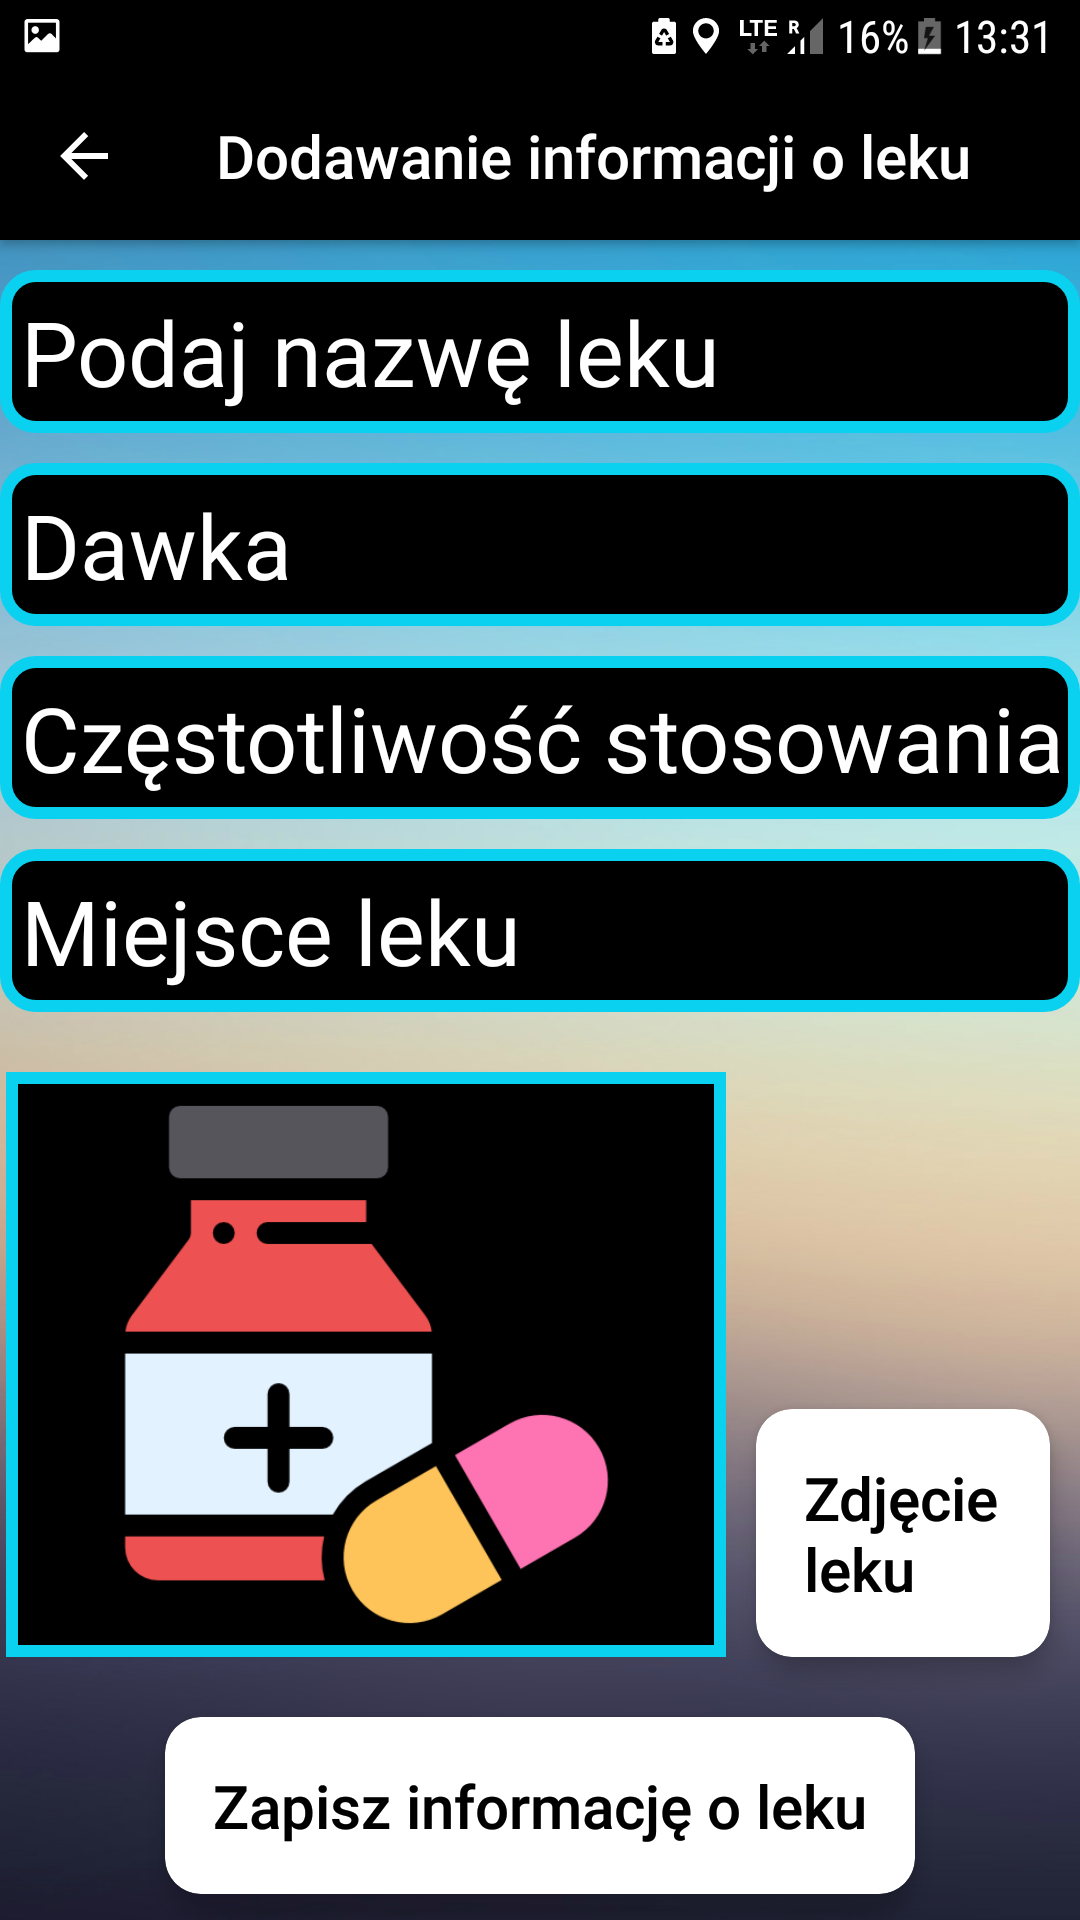 LTE R 16% 13:31
Dodawanie informacji o leku
Podaj nazwę leku
Dawka
Częstotliwość stosowania
Miejsce leku
Zdjęcie
leku
Zapisz informację o leku